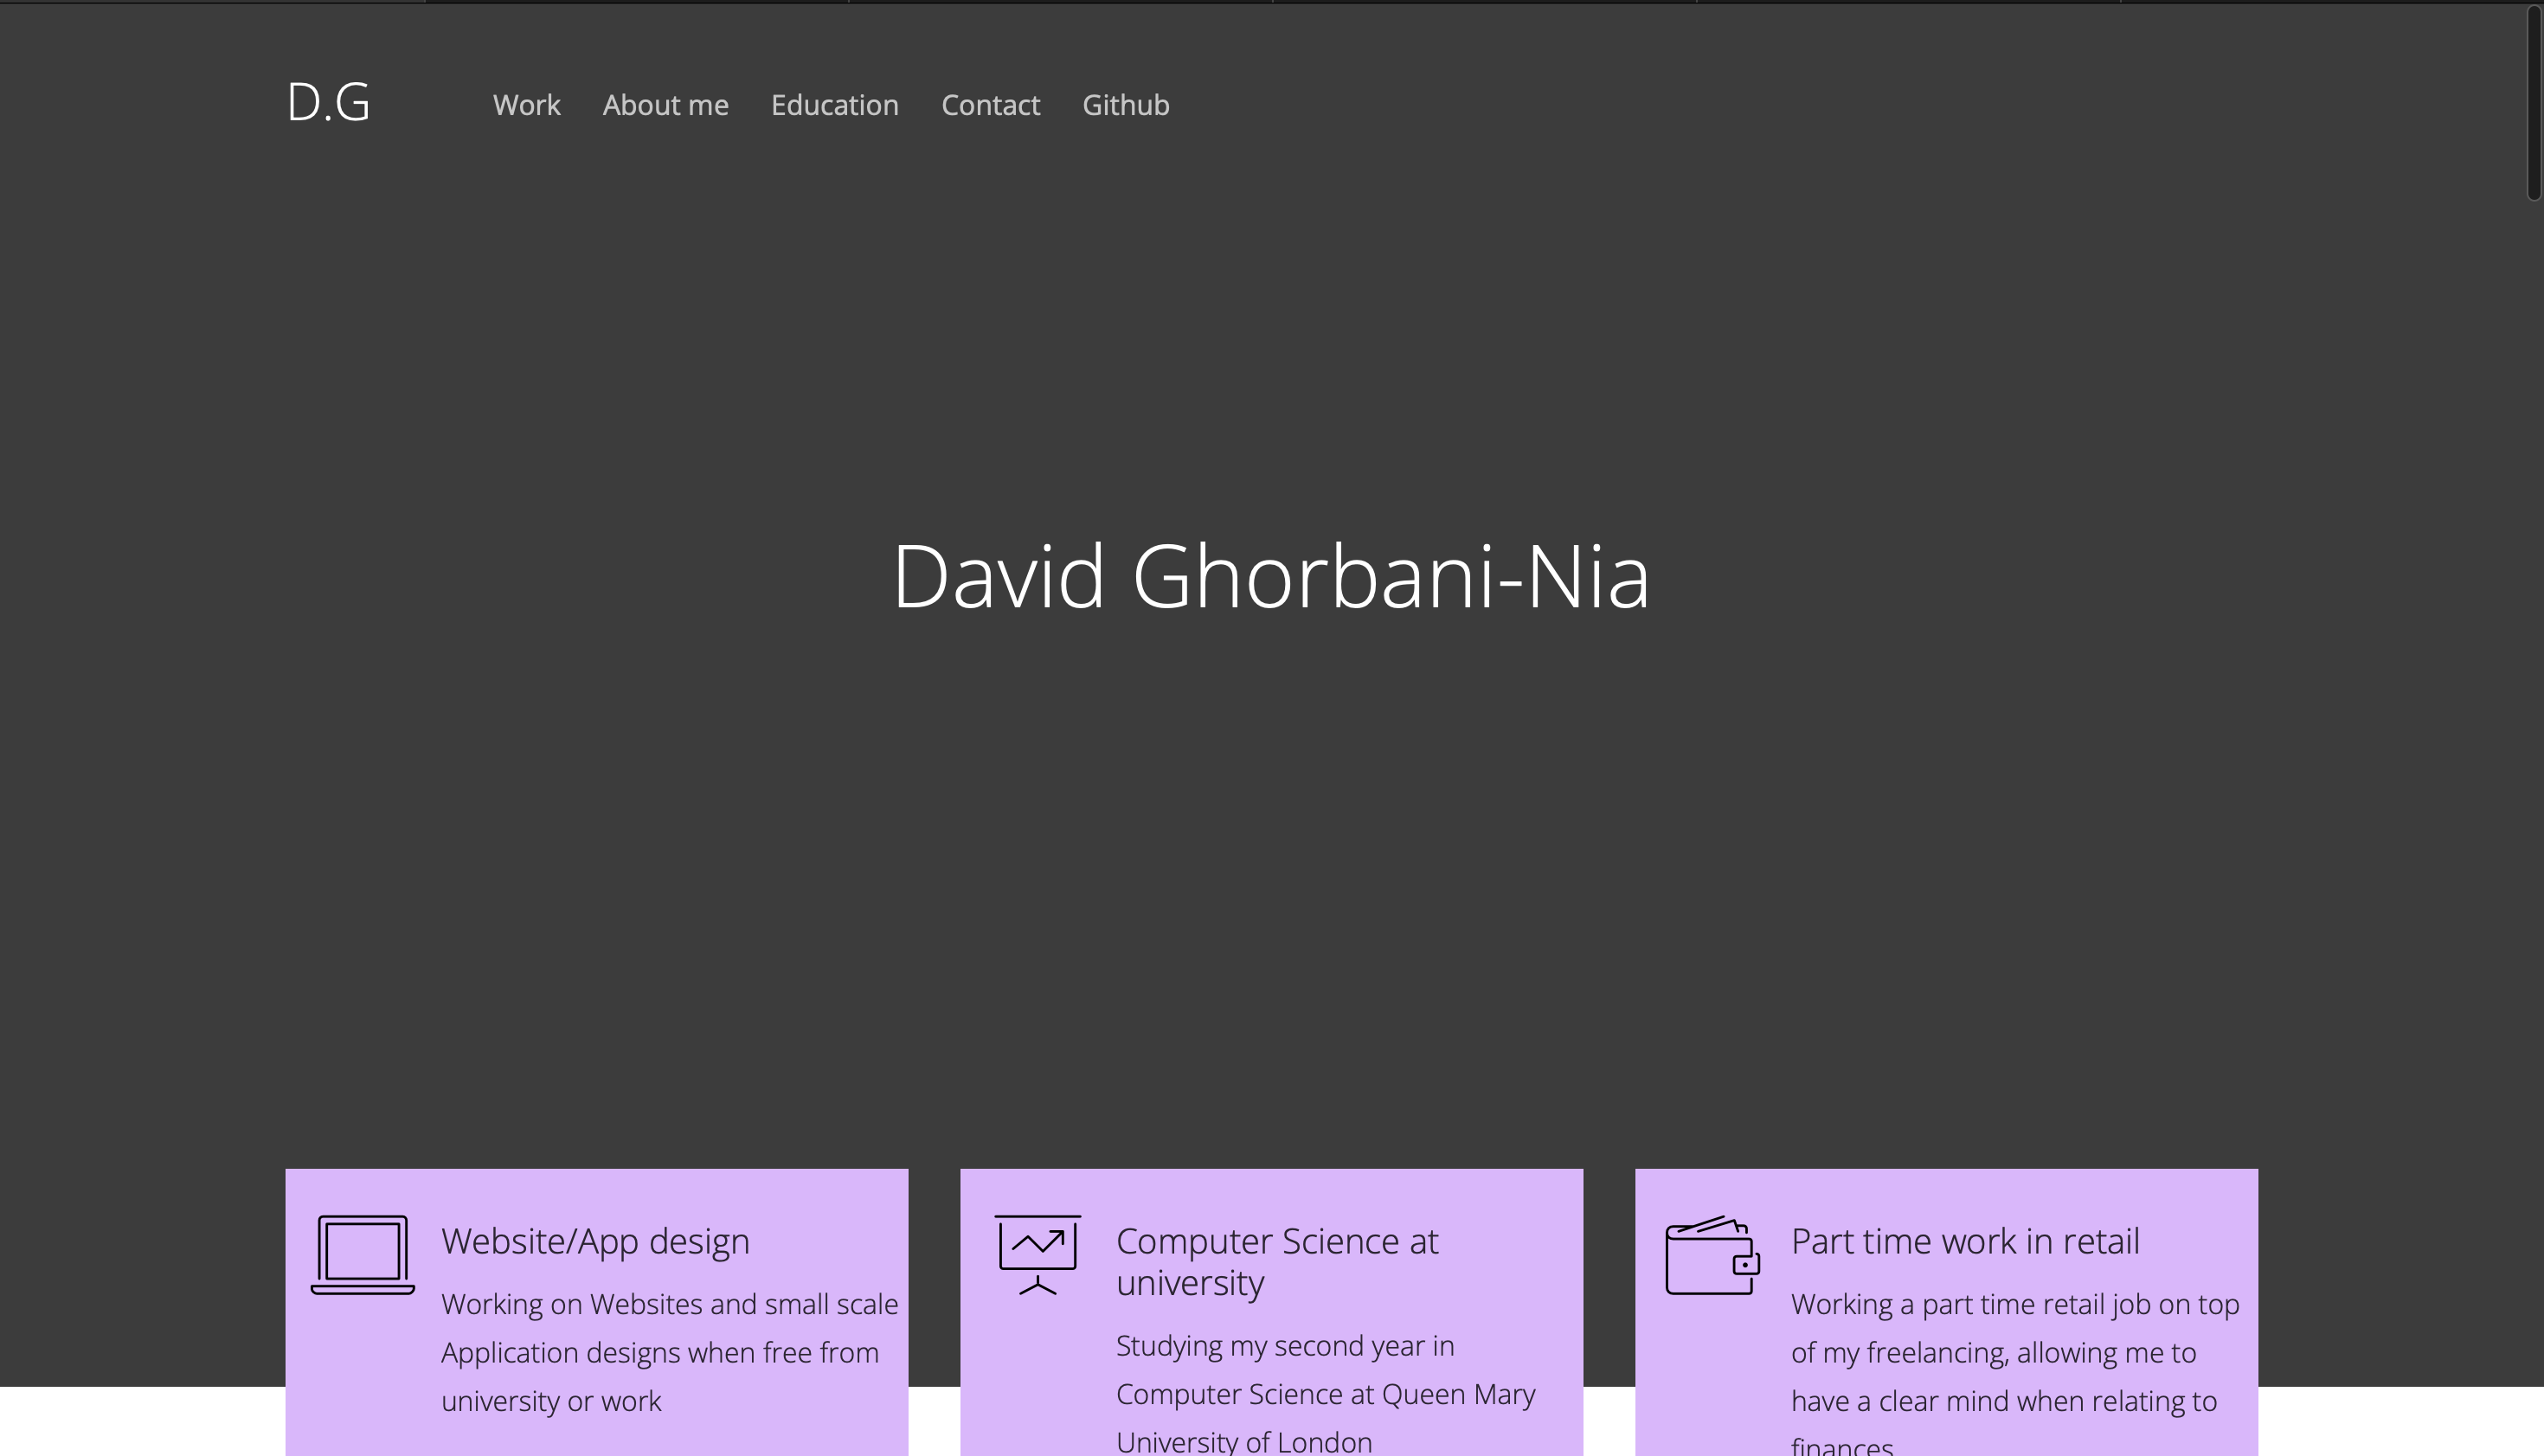 D.G
Work
About me
Education
Contact
Github
David Ghorbani-Nia
Website/App design
Working on Websites and small scale
Application designs when free from
university or work
Computer Science at
university
Studying my second year in
Computer Science at Queen Mary
University of London
Part time work in retail
Working a part time retail job on top
of my freelancing, allowing me to
have a clear mind when relating to
finances